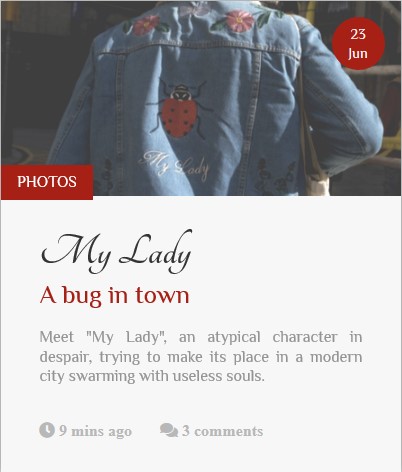 23
Jun
My Lady
PHOTOS
My Lady
A bug in town
Meet "My Lady", an atypical character in
despair, trying to make its place in a modern
city swarming with useless souls.
9 mins ago 3 comments